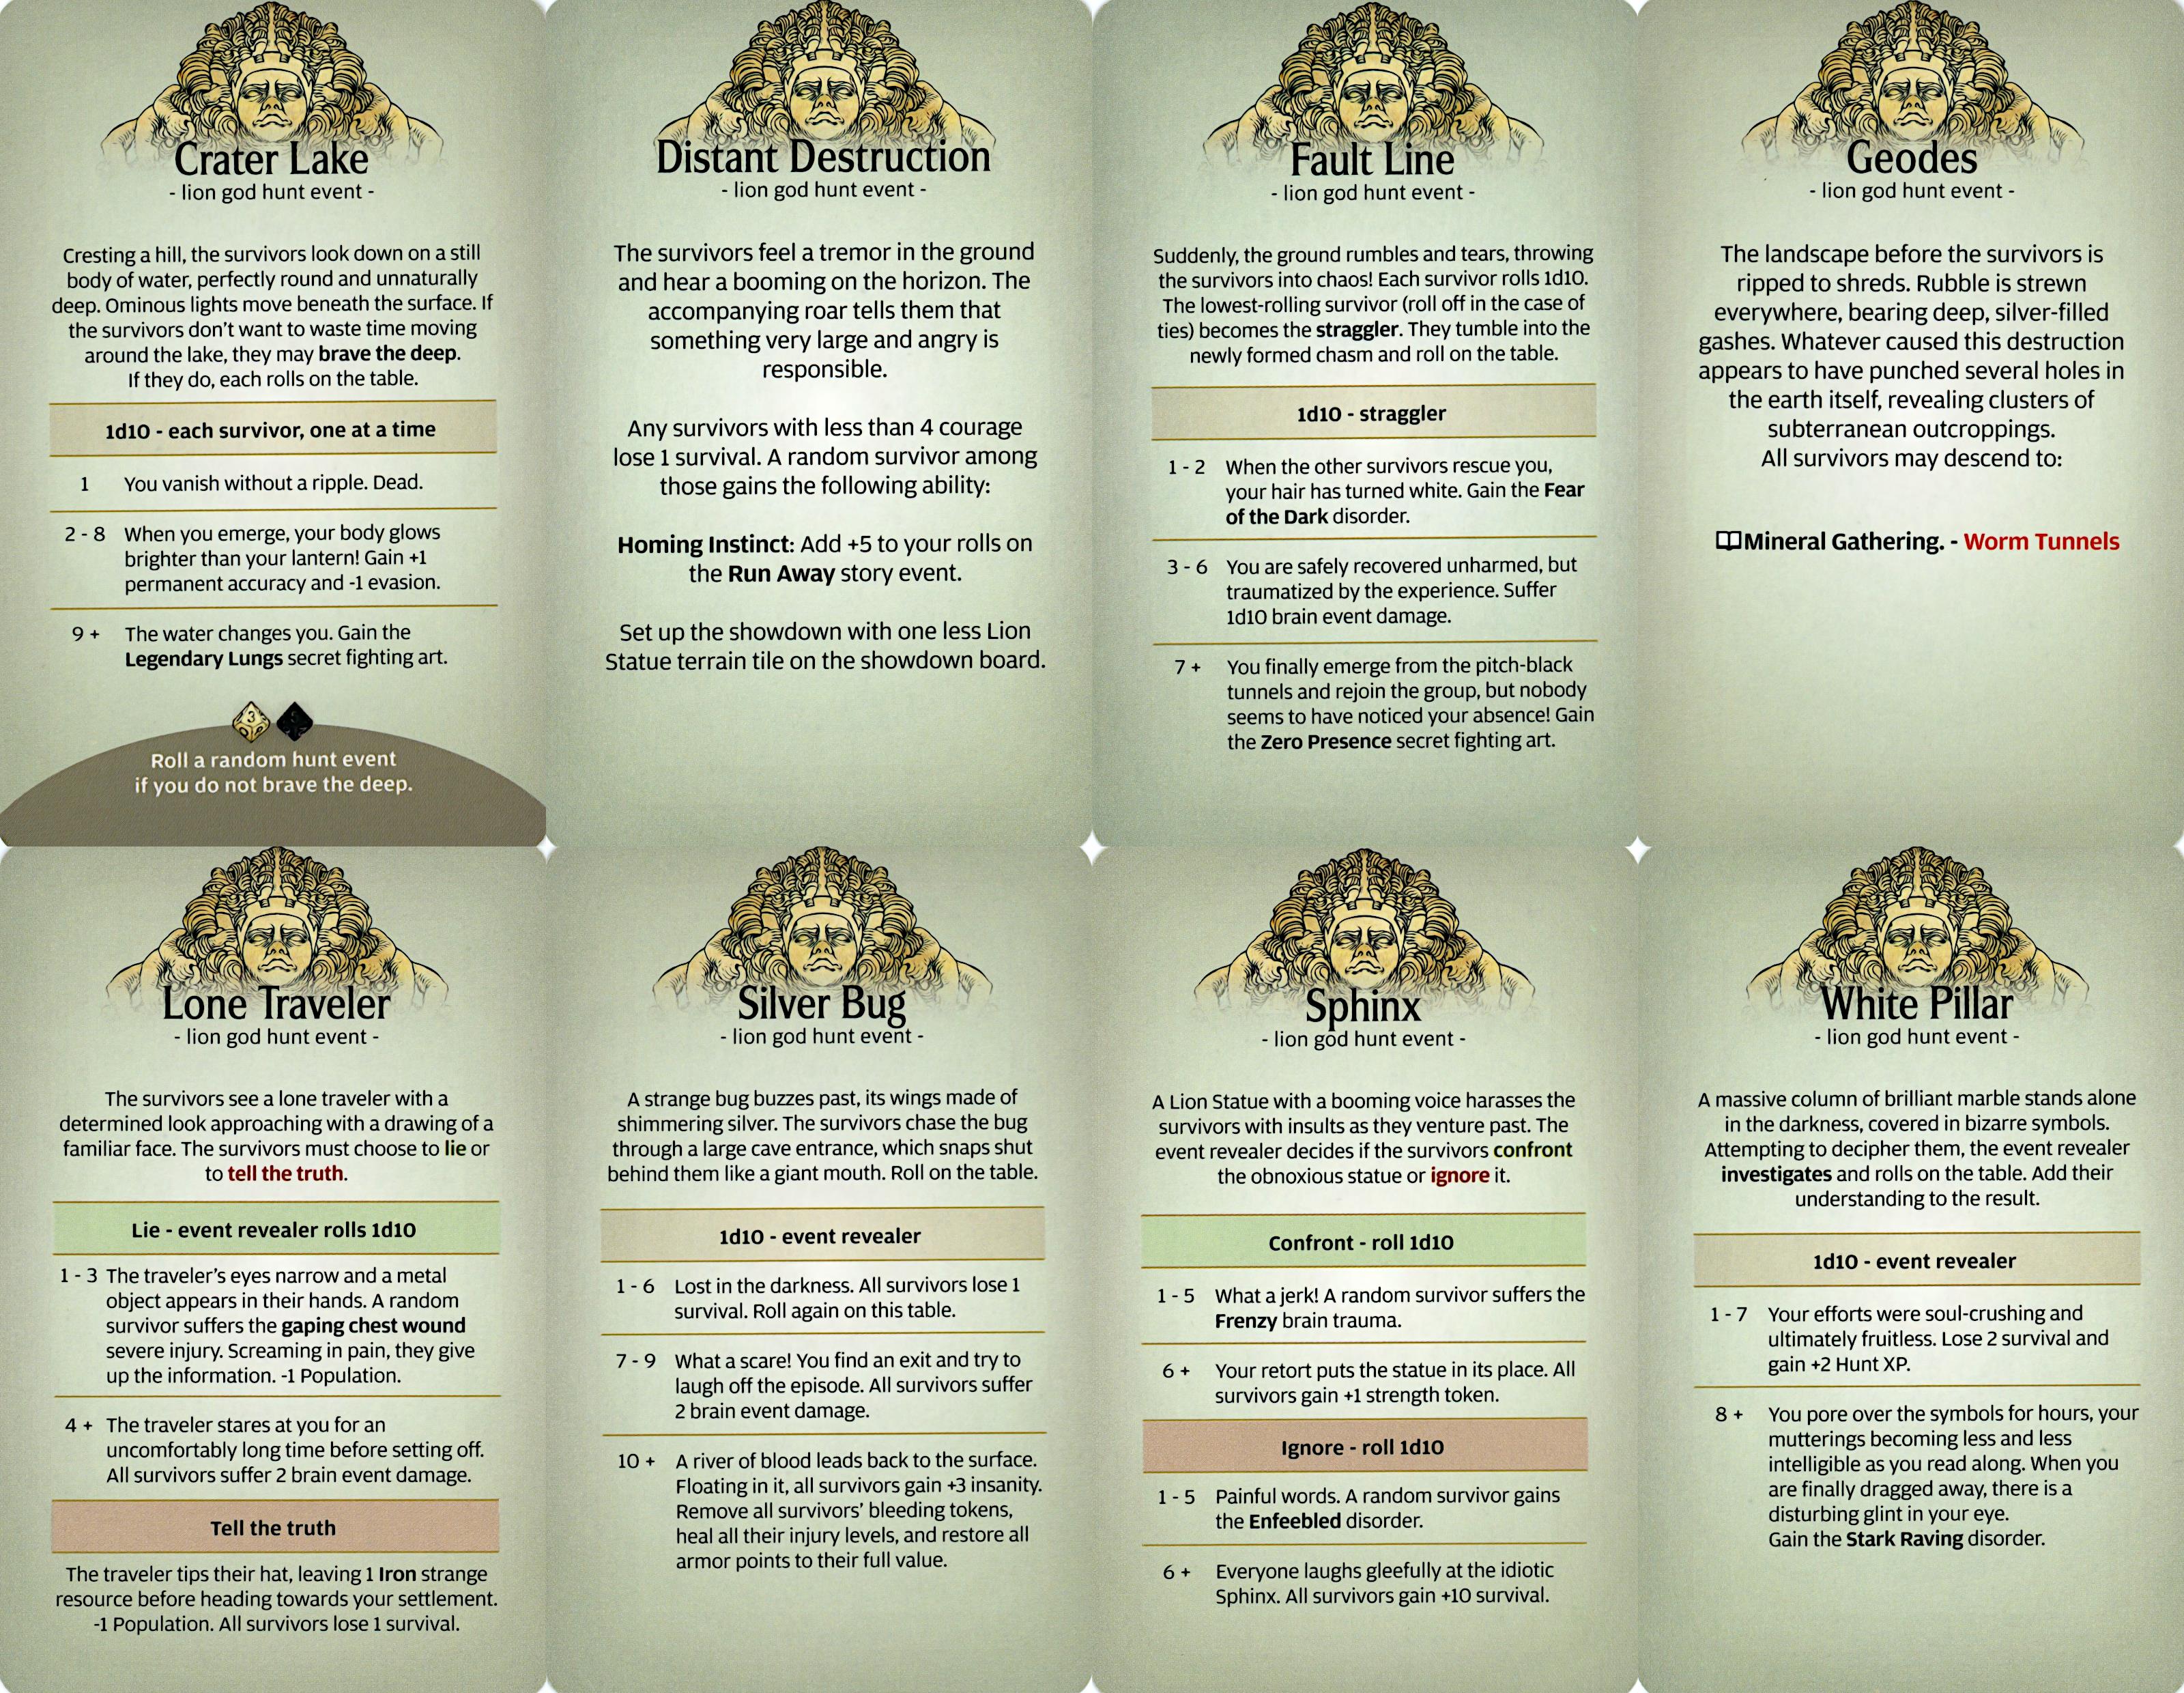 Crater Lake
- lion god hunt event -
Cresting a hill, the survivors look down on a still
body of water, perfectly round and unnaturally
deep. Ominous lights move beneath the surface. If
the survivors don't want to waste time moving
around the lake, they may brave the deep.
If they do, each rolls on the table.
1d10 - each survivor, one at a time
1 You vanish without a ripple. Dead.
2 - 8 When you emerge, your body glows
brighter than your lantern! Gain +1
permanent accuracy and -1 evasion.
9 + The water changes you. Gain the
Legendary Lungs secret fighting art.
3
Roll a random hunt event
if you do not brave the deep.
Distant Destruction
- lion god hunt event -
The survivors feel a tremor in the ground
and hear a booming on the horizon. The
accompanying roar tells them that
something very large and angry is
responsible.
Any survivors with less than 4 courage
lose 1 survival. A random survivor among
those gains the following ability:
Homing Instinct: Add +5 to your rolls on
the Run Away story event.
Set up the showdown with one less Lion
Statue terrain tile on the showdown board.
Fault Line
- lion god hunt event -
Suddenly, the ground rumbles and tears, throwing
the survivors into chaos! Each survivor rolls 1d10.
The lowest-rolling survivor (roll off in the case of
ties) becomes the straggler. They tumble into the
newly formed chasm and roll on the table.
1d10 - straggler
1 - 2 When the other survivors rescue you,
your hair has turned white. Gain the Fear
of the Dark disorder.
3 - 6 You are safely recovered unharmed, but
traumatized by the experience. Suffer
1d10 brain event damage.
7 + You finally emerge from the pitch-black
tunnels and rejoin the group, but nobody
seems to have noticed your absence! Gain
the Zero Presence secret fighting art.
Geodes
- lion god hunt event -
The landscape before the survivors is
ripped to shreds. Rubble is strewn
everywhere, bearing deep, silver-filled
gashes. Whatever caused this destruction
appears to have punched several holes in
the earth itself, revealing clusters of
subterranean outcroppings.
All survivors may descend to:
Mineral Gathering. - Worm Tunnels
Lone Traveler
- lion god hunt event -
The survivors see a lone traveler with a
determined look approaching with a drawing of a
familiar face. The survivors must choose to lie or
to tell the truth.
Lie - event revealer rolls 1d10
1 - 3 The traveler's eyes narrow and a metal
object appears in their hands. A random
survivor suffers the gaping chest wound
severe injury. Screaming in pain, they give
up the information. -1 Population.
4 + The traveler stares at you for an
uncomfortably long time before setting off.
All survivors suffer 2 brain event damage.
Tell the truth
The traveler tips their hat, leaving 1 Iron strange
resource before heading towards your settlement.
-1 Population. All survivors lose 1 survival.
Silver Bug
- lion god hunt event -
A strange bug buzzes past, its wings made of
shimmering silver. The survivors chase the bug
through a large cave entrance, which snaps shut
behind them like a giant mouth. Roll on the table.
1d10 - event revealer
1 - 6 Lost in the darkness. All survivors lose 1
survival. Roll again on this table.
7 - 9 What a scare! You find an exit and try to
laugh off the episode. All survivors suffer
2 brain event damage.
10 + A river of blood leads back to the surface.
Floating in it, all survivors gain +3 insanity.
Remove all survivors' bleeding tokens,
heal all their injury levels, and restore all
armor points to their full value.
Sphinx
- lion god hunt event -
A Lion Statue with a booming voice harasses the
survivors with insults as they venture past. The
event revealer decides if the survivors confront
the obnoxious statue or ignore it.
Confront - roll 1d10
1 - 5 What a jerk! A random survivor suffers the
Frenzy brain trauma.
6 + Your retort puts the statue in its place. All
survivors gain +1 strength token.
Ignore - roll 1d10
1 - 5 Painful words. A random survivor gains
the Enfeebled disorder.
6 + Everyone laughs gleefully at the idiotic
Sphinx. All survivors gain +10 survival.
White Pillar
- lion god hunt event -
A massive column of brilliant marble stands alone
in the darkness, covered in bizarre symbols.
Attempting to decipher them, the event revealer
investigates and rolls on the table. Add their
understanding to the result.
1d10 - event revealer
1 - 7 Your efforts were soul-crushing and
ultimately fruitless. Lose 2 survival and
gain +2 Hunt XP.
8 + You pore over the symbols for hours, your
mutterings becoming less and less
intelligible as you read along. When you
are finally dragged away, there is a
disturbing glint in your eye.
Gain the Stark Raving disorder.